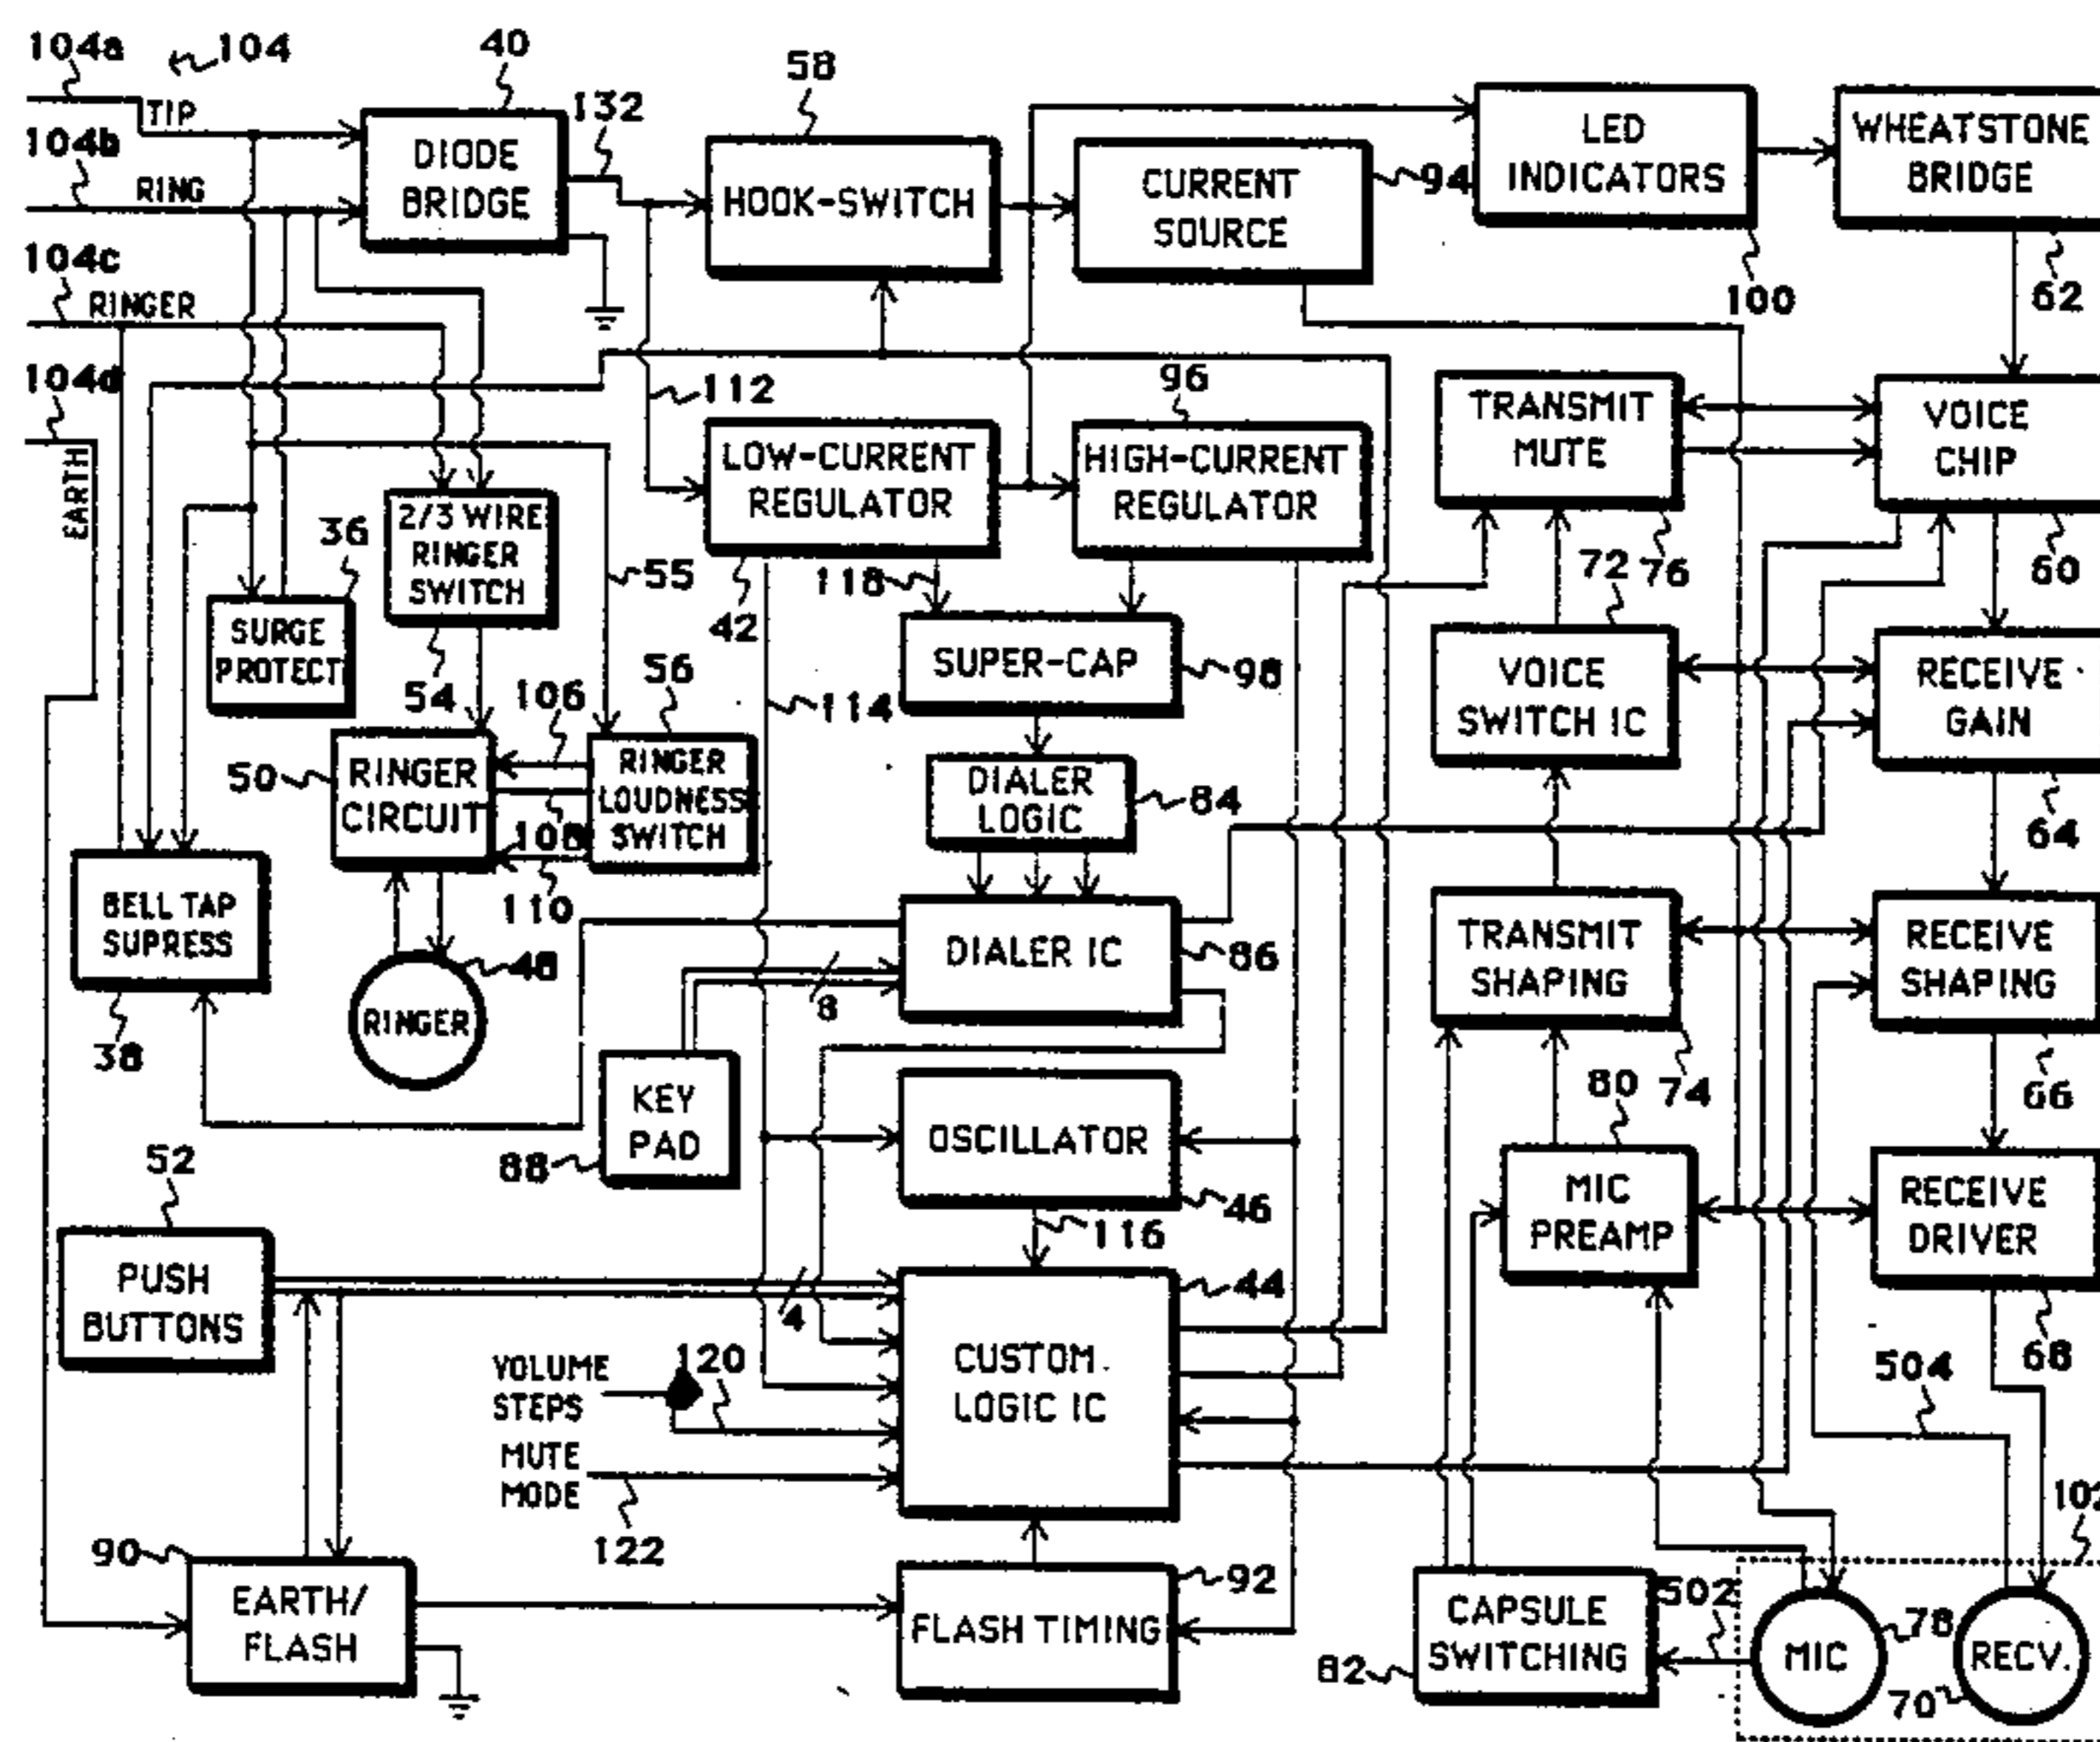 104a
104
40
58
132
TIP
104b
DIODE
BRIDGE
HOOK-SWITCH
CURRENT
SOURCE
94
LED
INDICATORS
WHEATSTONE
BRIDGE
RING
104c
RINGER
100
62
104d
EARTH
112
96
TRANSMIT
MUTE
VOICE
CHIP
LOW-CURRENT
REGULATOR
HIGH-CURRENT
REGULATOR
2/3 WIRE
RINGER
SWITCH
36
55
118
42
72
76
60
SURGE
PROTECT
54
106
56
SUPER-CAP
98
114
VOICE
SWITCH IC
RECEIVE
GAIN
50
RINGER
CIRCUIT
108
RINGER
LOUDNESS
SWITCH
DIALER
LOGIC
84
64
110
BELL TAP
SUPRESS
38
48
RINGER
DIALER IC
86
8
TRANSMIT
SHAPING
RECEIVE
SHAPING
80
74
66
KEY
PAD
88
OSCILLATOR
46
116
MIC
PREAMP
RECEIVE
DRIVER
52
PUSH
BUTTONS
4
44
68
504
VOLUME
STEPS
120
MUTE
MODE
122
CUSTOM
LOGIC IC
102
90
EARTH/
FLASH
92
FLASH TIMING
CAPSULE
SWITCHING
82
502
MIC
78
RECV.
70